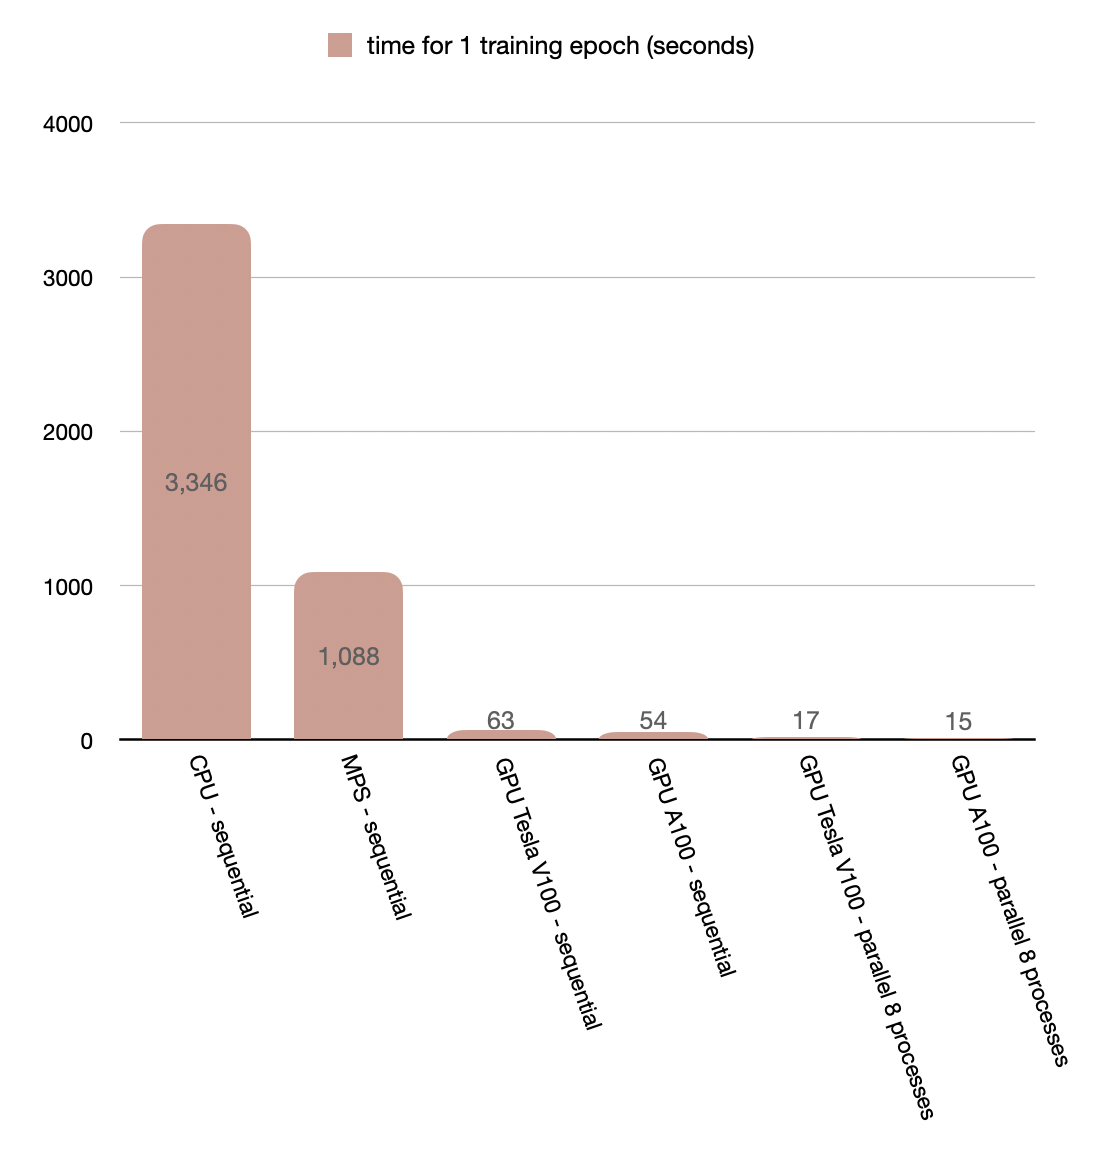 time for 1 training epoch (seconds)
4000
3000
2000
1000
0
3,346
1,088
63
54
17
15
CPU - sequential
MPS - sequential
GPU Tesla V100 - sequential
GPU A100 - sequential
GPU Tesla V100 - parallel 8 processes
GPU A100 - parallel 8 processes